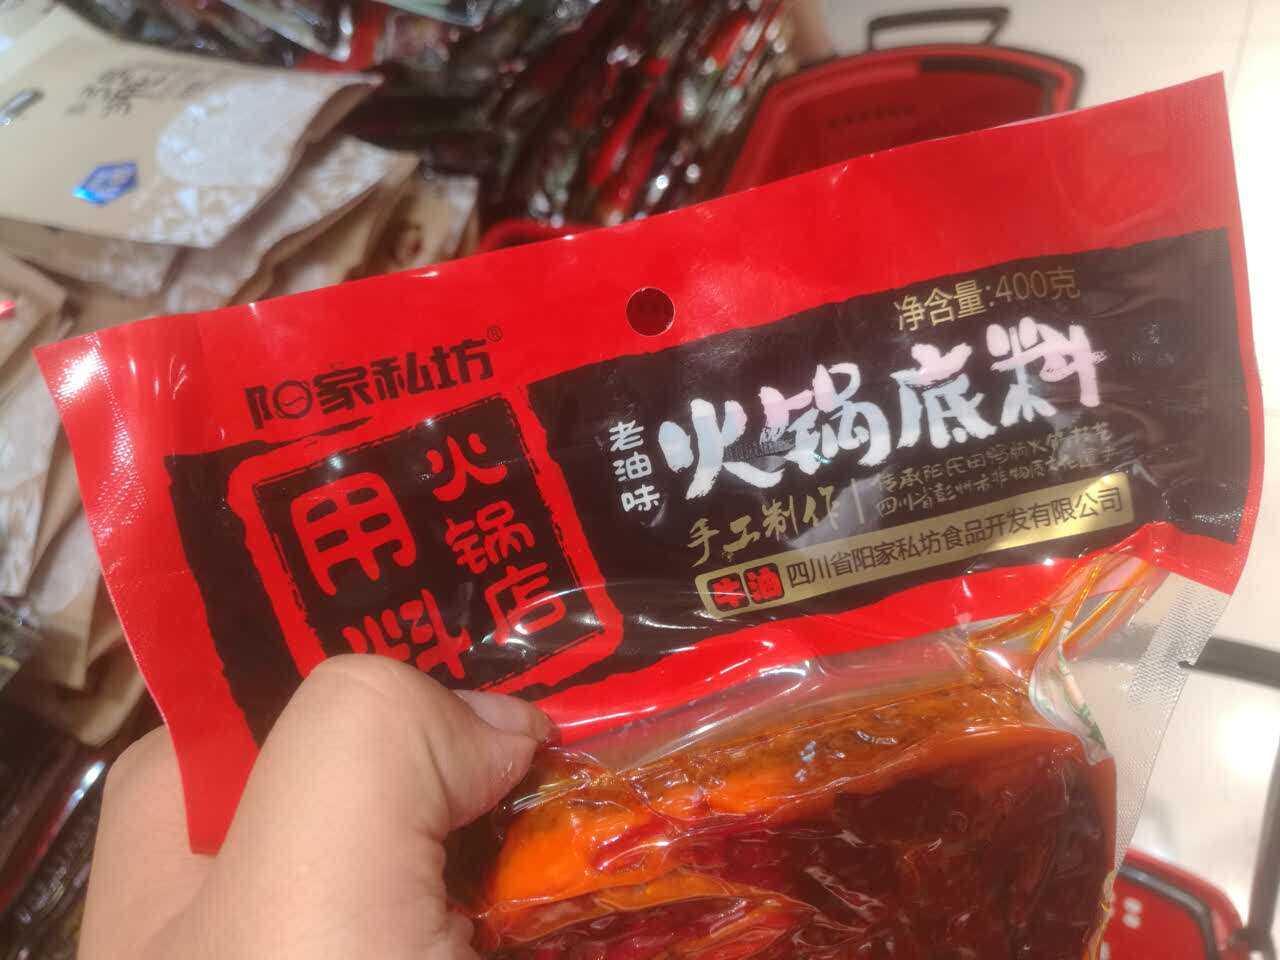 阳家私坊®
火锅店
用料
净含量:400克
老油味
火锅底料
手工制作
传承阳氏田鸭肠火锅技艺
四川省彭州市非物质文化遗产
牛油 四川省阳家私坊食品开发有限公司